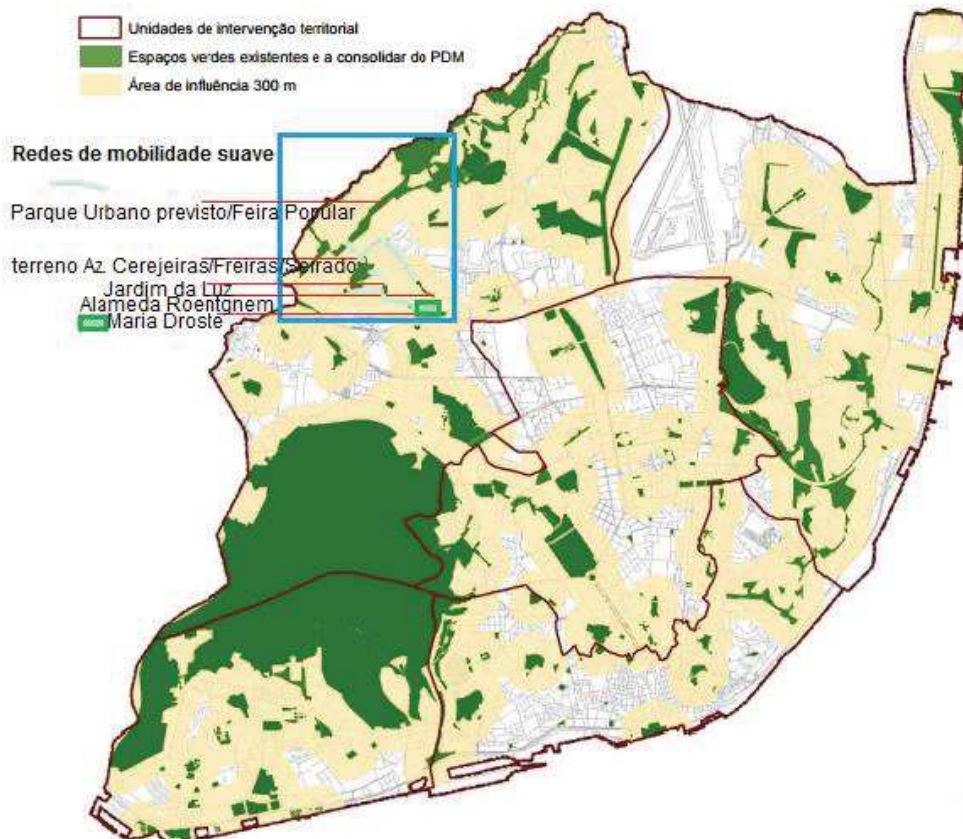 Unidades de intervenção territorial
Espaços verdes existentes e a consolidar do PDM
Área de influência 300 m
Redes de mobilidade suave
Parque Urbano previsto/Feira Popular
terreno Az. Cerejeiras/Freiras/Seirado
Jardim da Luz
Alameda Roentgnem
Maria Droste